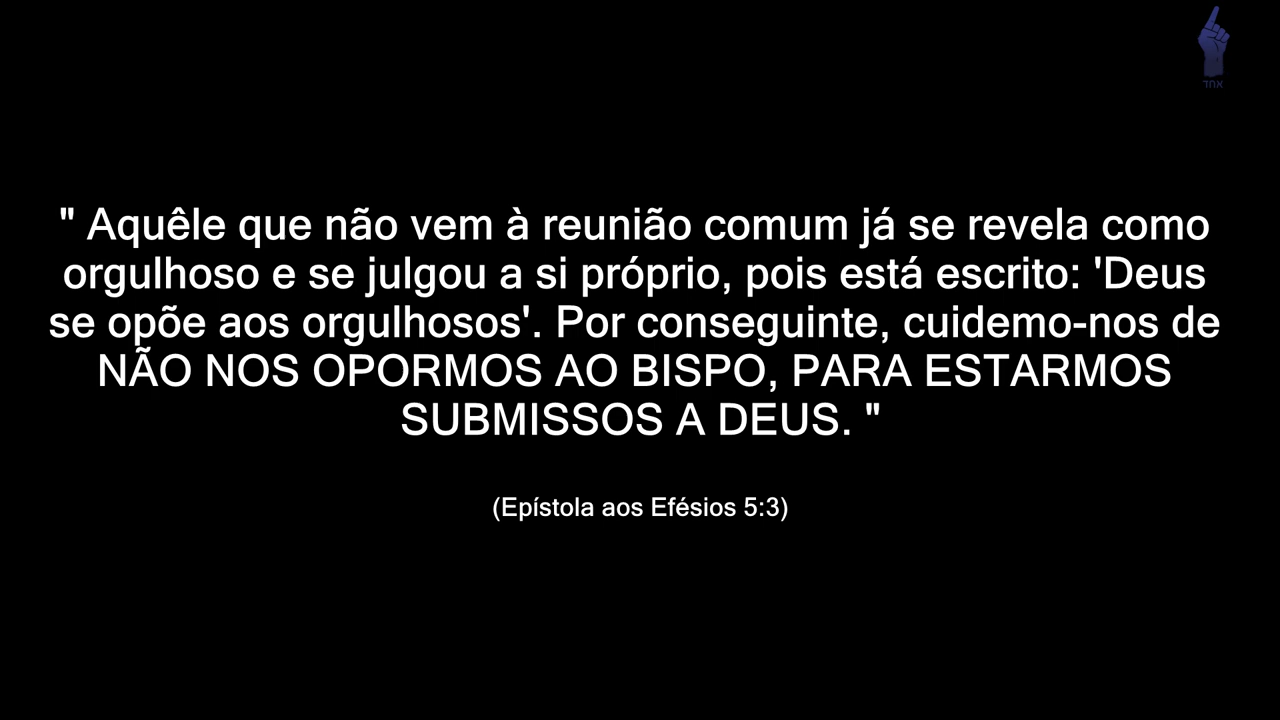 אחד
" Aquêle que não vem à reunião comum já se revela como
orgulhoso e se julgou a si próprio, pois está escrito: 'Deus
se opõe aos orgulhosos'. Por conseguinte, cuidemo-nos de
NÃO NOS OPORMOS AO BISPO, PARA ESTARMOS
SUBMISSOS A DEUS. "
(Epístola aos Efésios 5:3)